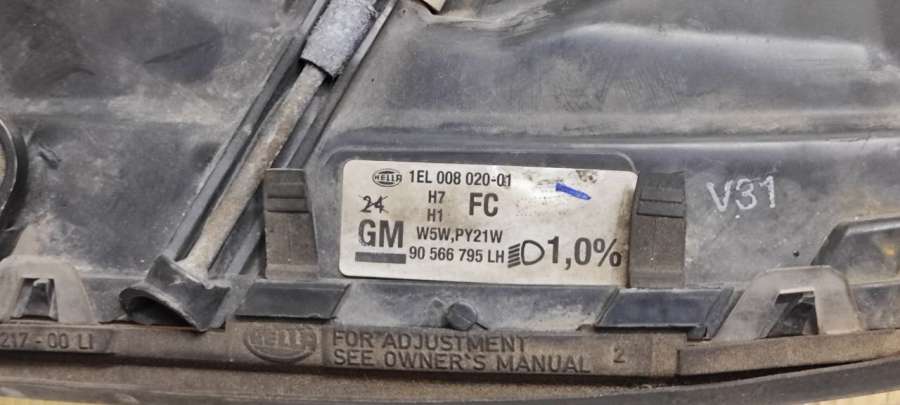 HELLA 1EL 008 020-01
24 H7 FC
H1
GM W5W,PY21W
90 566 795 LH 1,0%
V31
217-00 LI
HELLA FOR ADJUSTMENT
SEE OWNER'S MANUAL 2